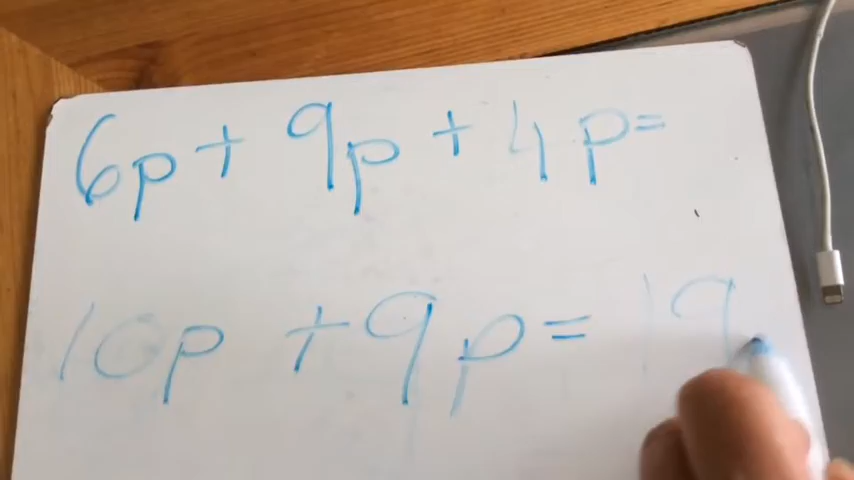 6p + 9p + 4p =
10p + 9p = 19